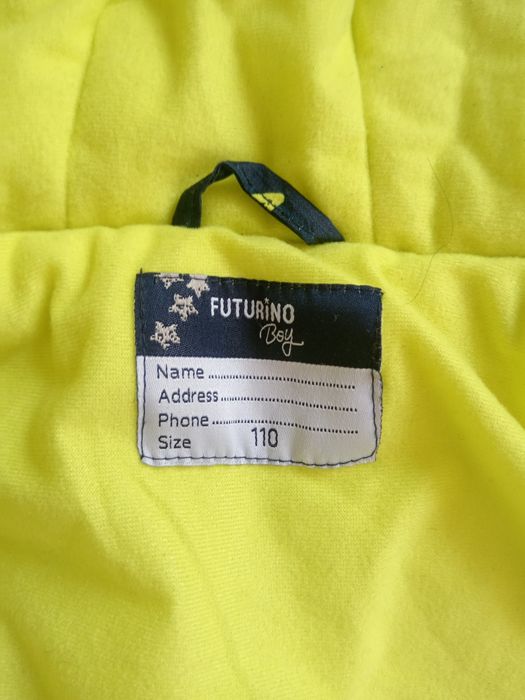 FUTURiNO
Boy
Name..............................
Address...........................
Phone.............................
Size 110